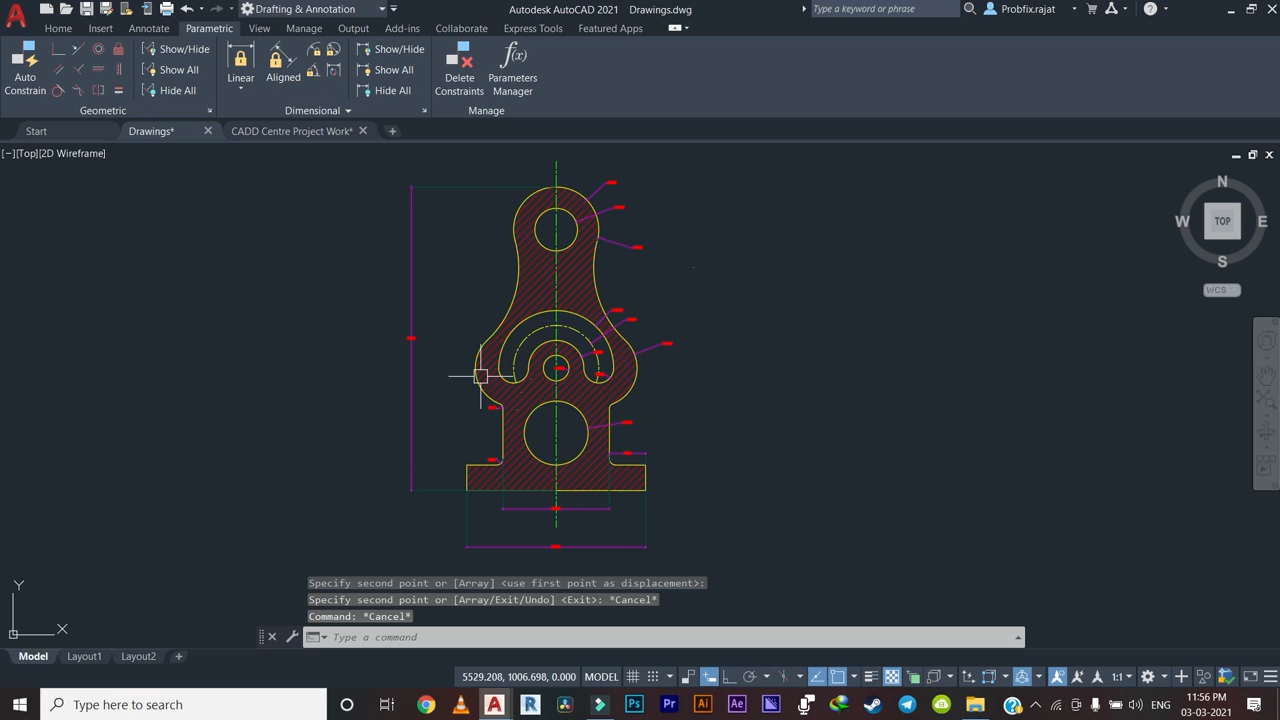 Drafting & Annotation
Autodesk AutoCAD 2021 Drawings.dwg
Type a keyword or phrase
Probfix.rajat
Home Insert Annotate Parametric View Manage Output Add-ins Collaborate Express Tools Featured Apps
Auto Constrain
Show/Hide
Show All
Hide All
Linear
Aligned
Show/Hide
Show All
Hide All
Delete Constraints
f(x)
Parameters Manager
Geometric
Dimensional
Manage
Start
Drawings*
CADD Centre Project Work*
[−][Top][2D Wireframe]
N
W
TOP
E
S
WCS
Specify second point or [Array] <use first point as displacement>:
Specify second point or [Array/Exit/Undo] <Exit>: *Cancel*
Command: *Cancel*
Type a command
Y
X
Model
Layout1
Layout2
5529.208, 1006.698, 0.000
MODEL
1:1
Type here to search
R
Ps
Pr
Ai
Ae
ENG
11:56 PM
03-03-2021